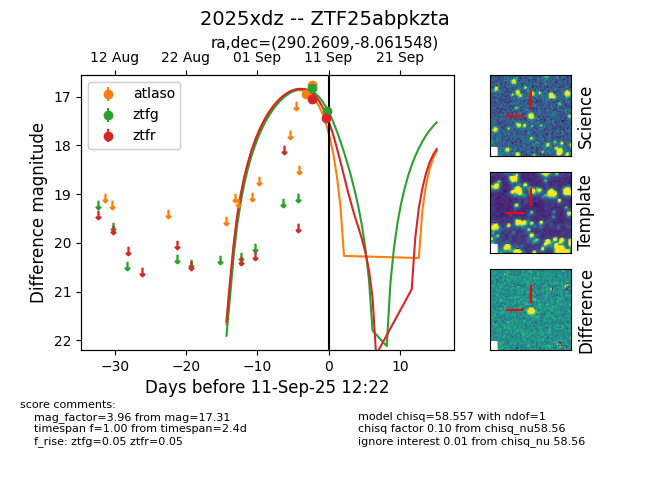 2025xdz -- ZTF25abpkzta
ra,dec=(290.2609,-8.061548)
12 Aug 22 Aug 01 Sep 11 Sep 21 Sep
atlaso
ztfg
ztfr
17
18
19
20
21
22
Difference magnitude
−30 −20 −10 0 10
Days before 11-Sep-25 12:22
Science
Template
Difference
score comments:
mag_factor=3.96 from mag=17.31
timespan f=1.00 from timespan=2.4d
f_rise: ztfg=0.05 ztfr=0.05
model chisq=58.557 with ndof=1
chisq factor 0.10 from chisq_nu58.56
ignore interest 0.01 from chisq_nu 58.56